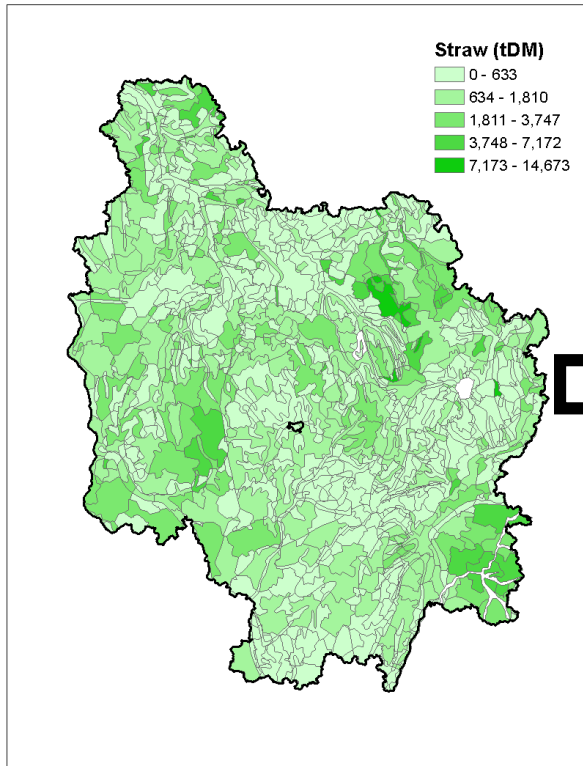 Straw (tDM)
0 - 633
634 - 1,810
1,811 - 3,747
3,748 - 7,172
7,173 - 14,673